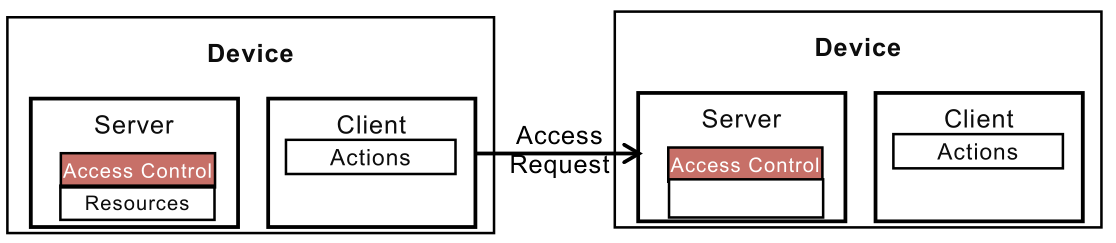 Device
Server
Access Control
Resources
Client
Actions
Access
Request
Device
Server
Access Control
Client
Actions